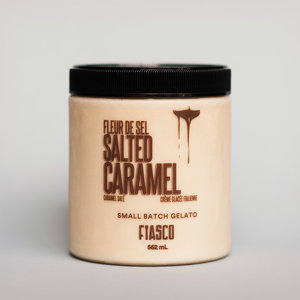 FLEUR DE SEL
SALTED
CARAMEL
CARAMEL SALÉ CRÈME GLACÉE ITALIENNE
SMALL BATCH GELATO
FIASCO
562 mL